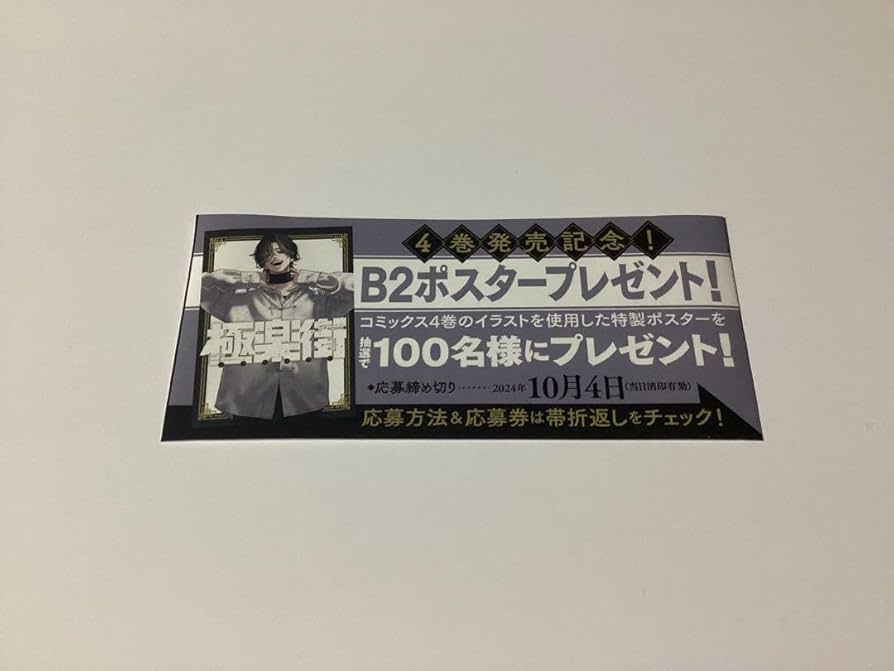 4巻発売記念!
B2ポスタープレゼント!
コミックス4巻のイラストを使用した特製ポスターを
抽選で100名様にプレゼント!
◆応募締め切り……2024年10月4日(当日消印有効)
応募方法&応募券は帯折返しをチェック!
極楽街